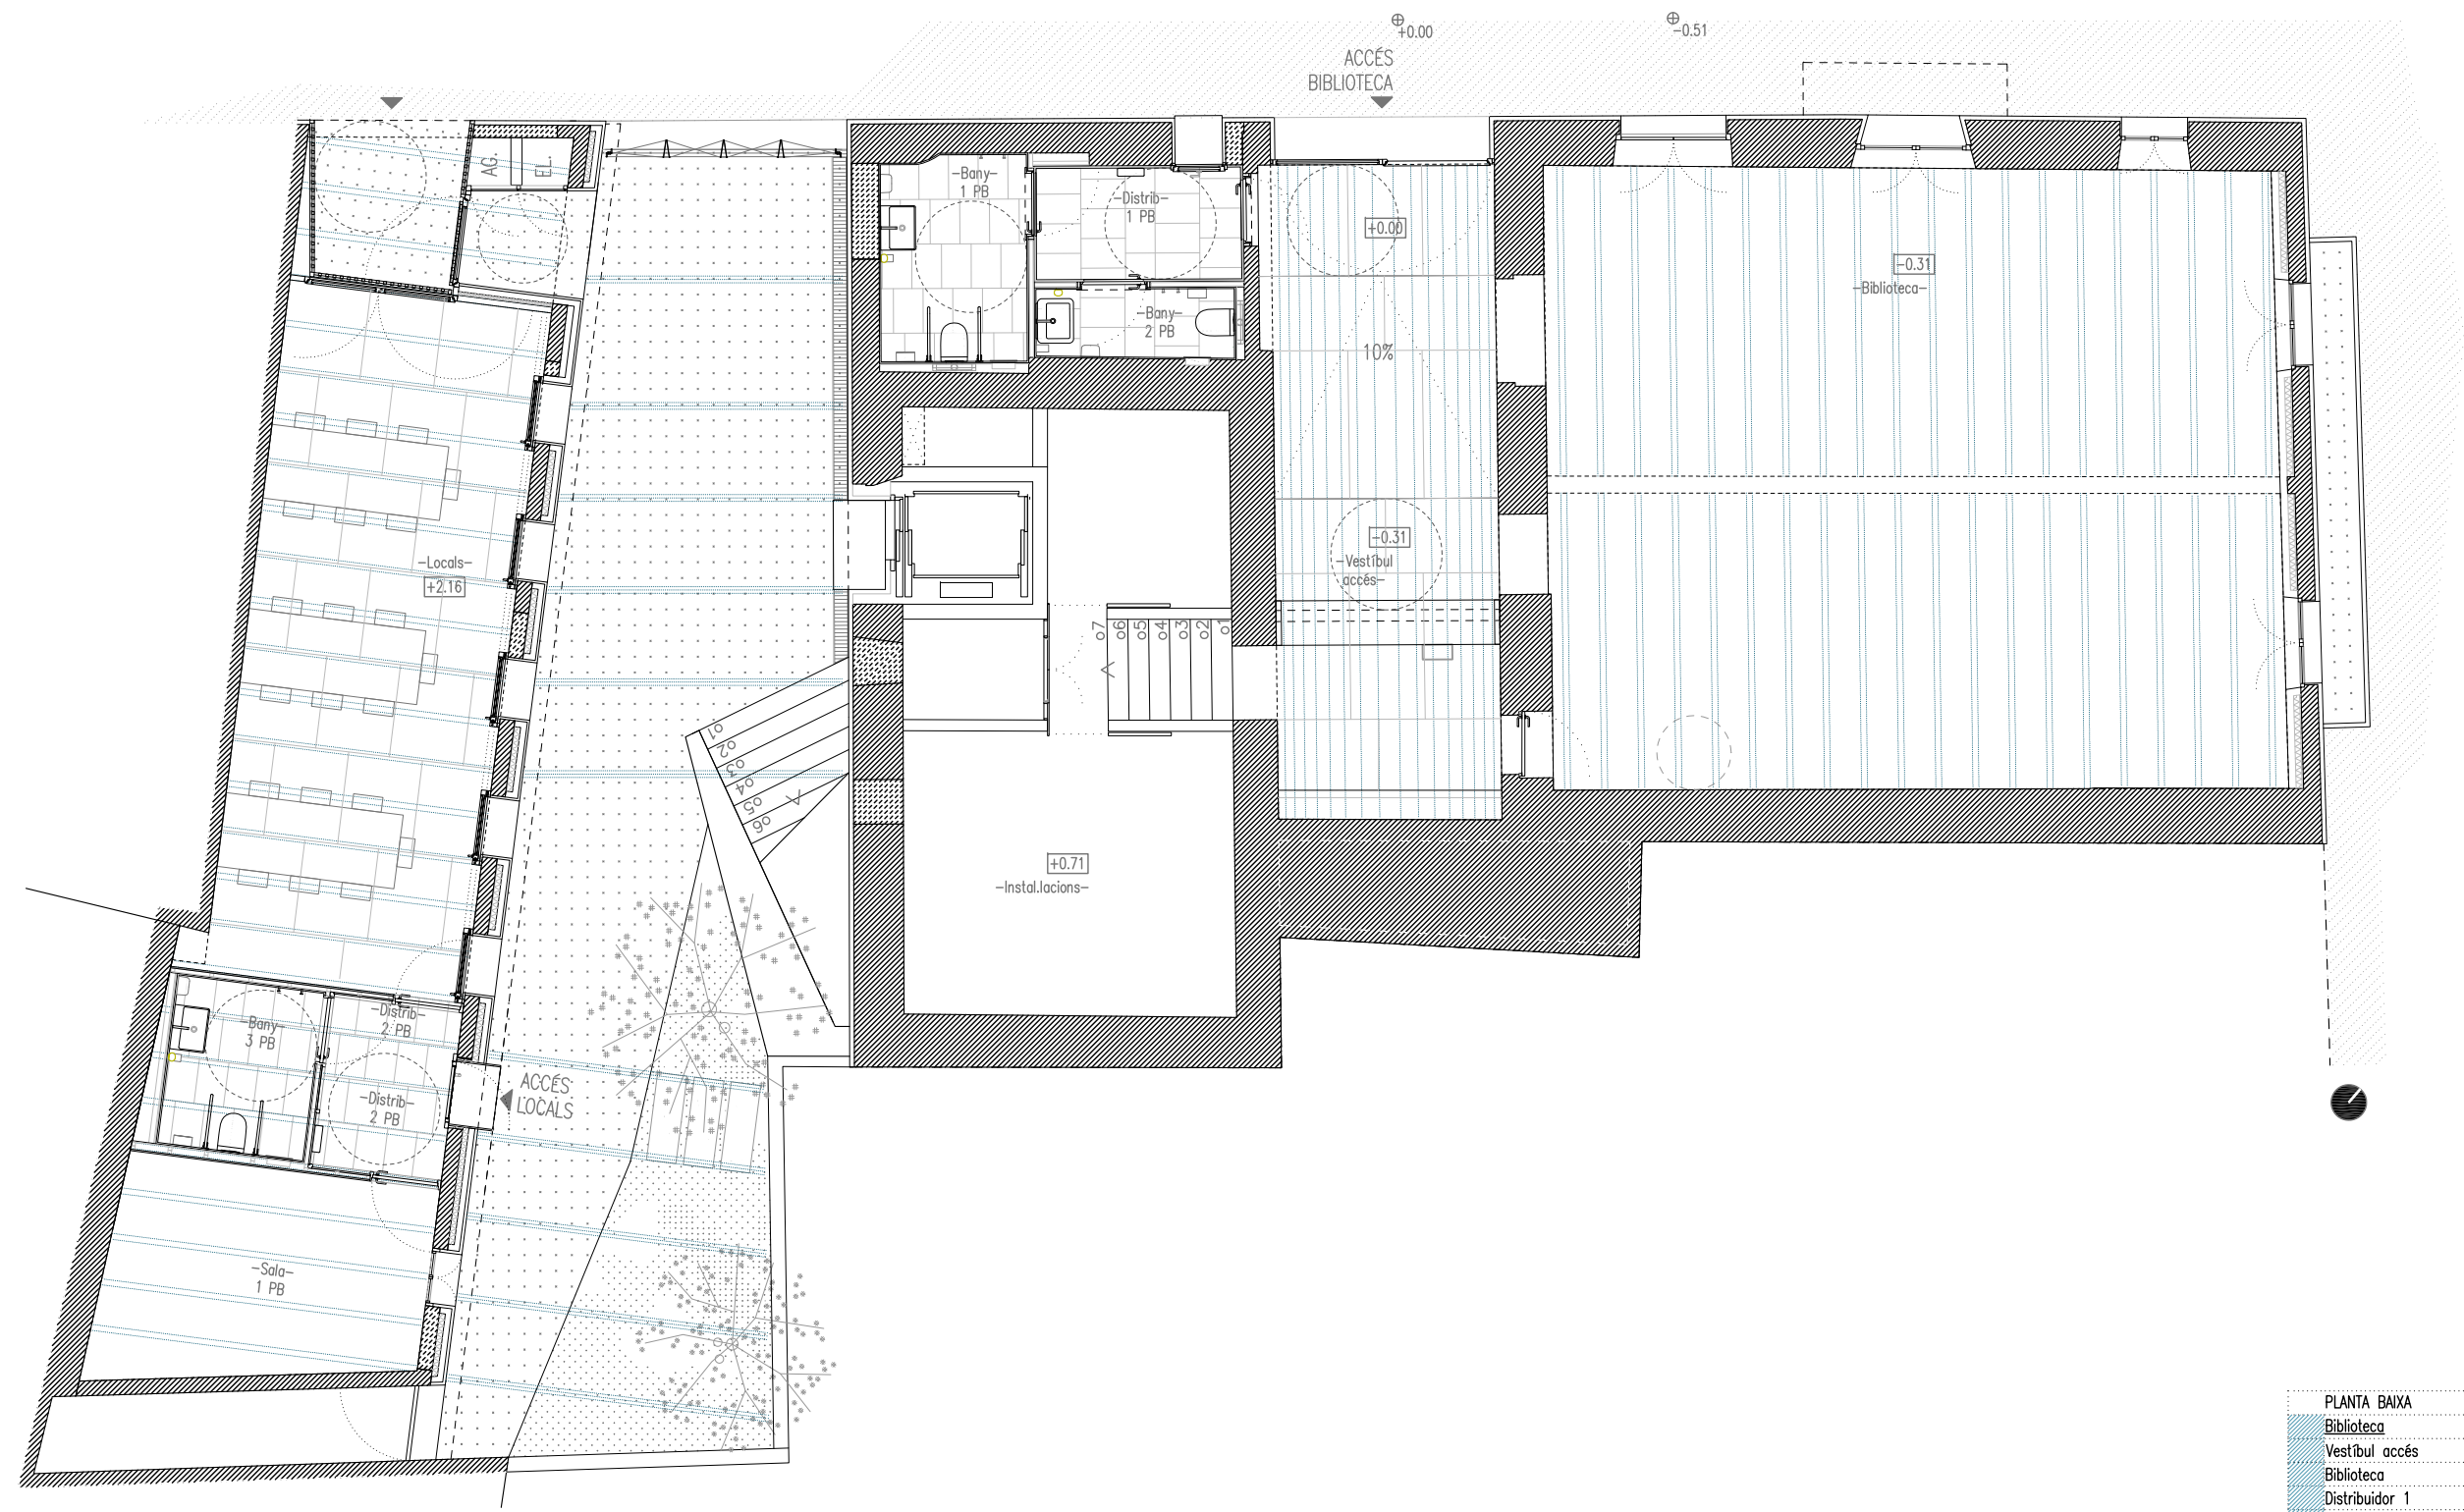 +0.00
-0.51
ACCÉS
BIBLIOTECA
AG.
EL.
-Bany-
1 PB
-Distrib-
1 PB
+0.00
-0.31
-Biblioteca-
-Bany-
2 PB
10%
-0.31
-Vestíbul
accés-
-Locals-
+2.16
07
06
05
04
03
02
01
01
02
03
04
05
06
+0.71
-Instal.lacions-
-Bany-
3 PB
-Distrib-
2 PB
-Distrib-
2 PB
ACCÉS
LOCALS
-Sala-
1 PB
PLANTA BAIXA
Biblioteca
Vestíbul accés
Biblioteca
Distribuidor 1